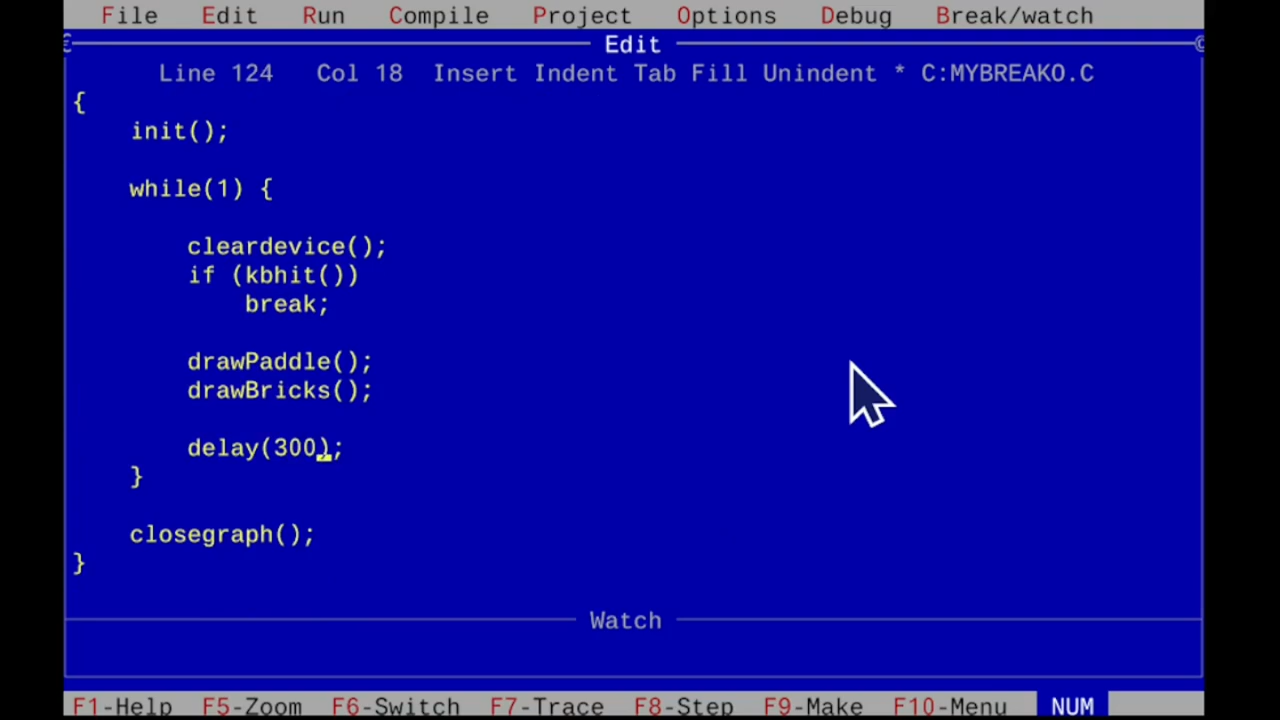 File Edit Run Compile Project Options Debug Break/watch
Edit
Line 124 Col 18 Insert Indent Tab Fill Unindent * C:MYBREAKO.C
{
init();
while(1) {
cleardevice();
if (kbhit())
break;
drawPaddle();
drawBricks();
delay(300);
}
closegraph();
}
Watch
F1-Help F5-Zoom F6-Switch F7-Trace F8-Step F9-Make F10-Menu NUM